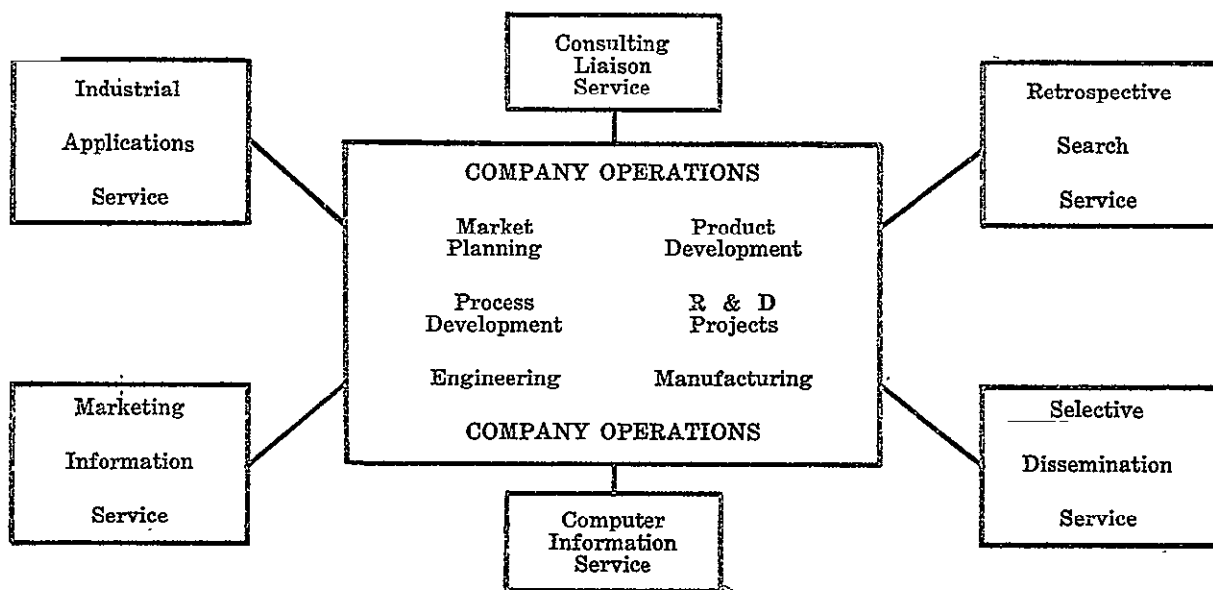 Consulting
Liaison
Service
Industrial
Applications
Service
Retrospective
Search
Service
COMPANY OPERATIONS
Market
Planning
Product
Development
Process
Development
R & D
Projects
Engineering
Manufacturing
COMPANY OPERATIONS
Marketing
Information
Service
Selective
Dissemination
Service
Computer
Information
Service